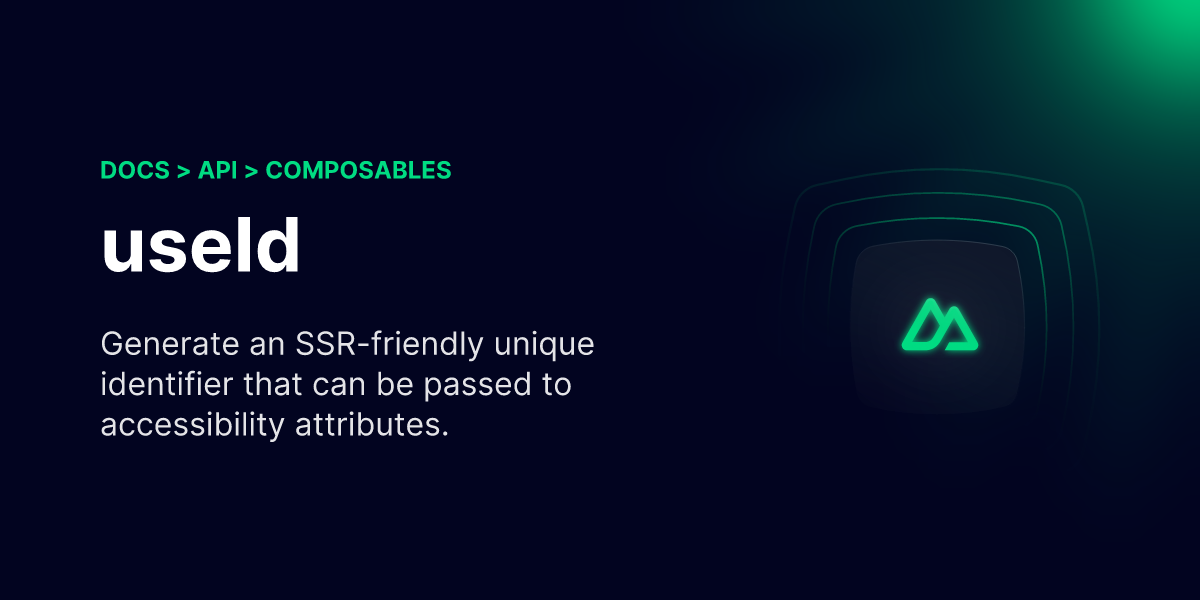 DOCS > API > COMPOSABLES
useId
Generate an SSR-friendly unique
identifier that can be passed to
accessibility attributes.